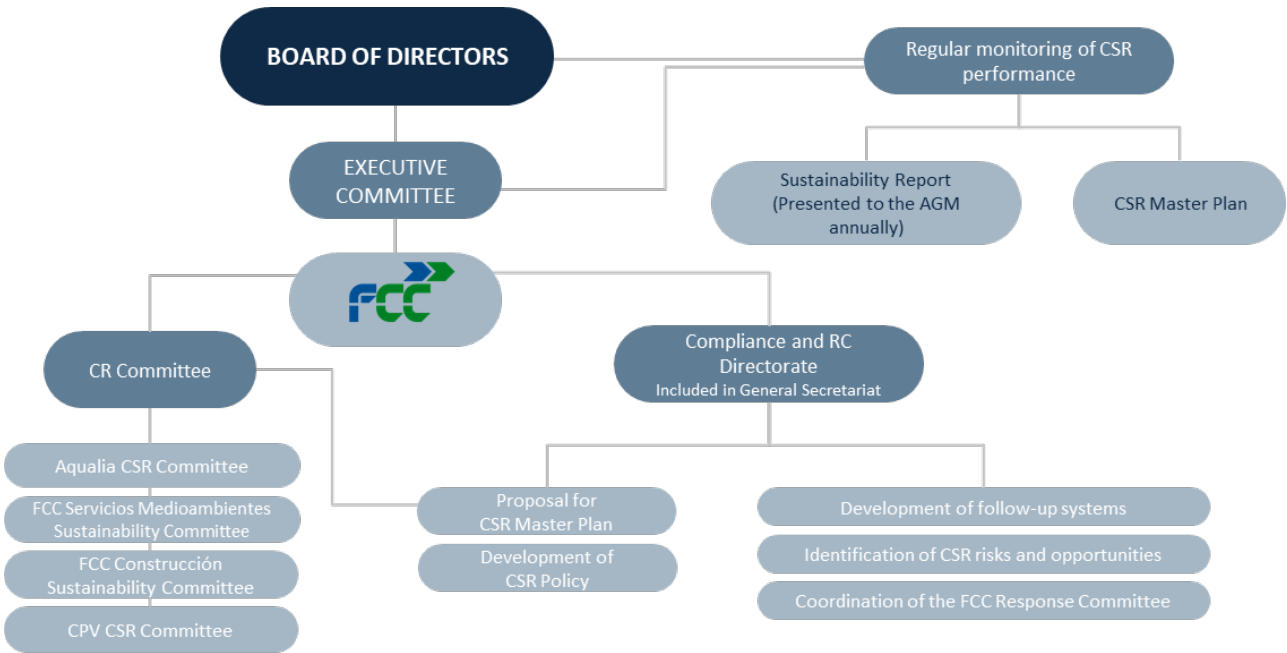 BOARD OF DIRECTORS
Regular monitoring of CSR
performance
EXECUTIVE
COMMITTEE
Sustainability Report
(Presented to the AGM
annually)
CSR Master Plan
FCC
CR Committee
Compliance and RC
Directorate
Included in General Secretariat
Aqualia CSR Committee
FCC Servicios Medioambientes
Sustainability Committee
FCC Construcción
Sustainability Committee
CPV CSR Committee
Proposal for
CSR Master Plan
Development of
CSR Policy
Development of follow-up systems
Identification of CSR risks and opportunities
Coordination of the FCC Response Committee